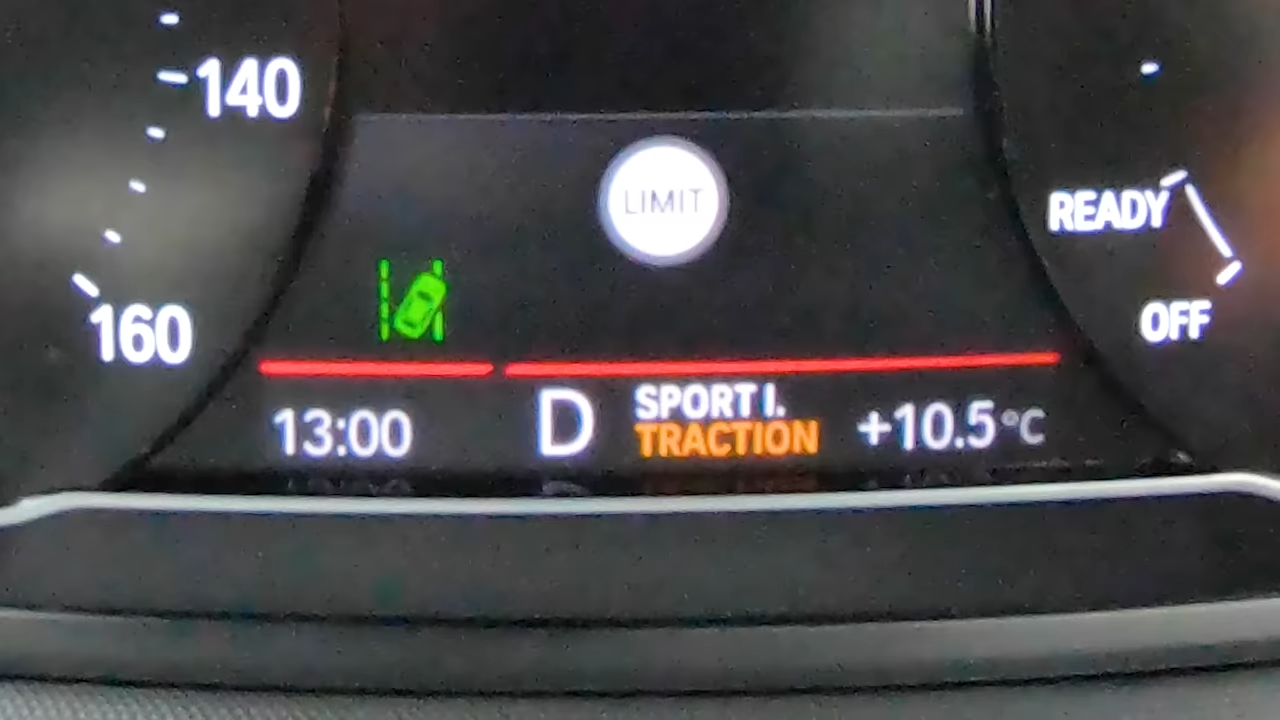 140
LIMIT
READY
160
OFF
13:00 D SPORT I. +10.5°C
TRACTION